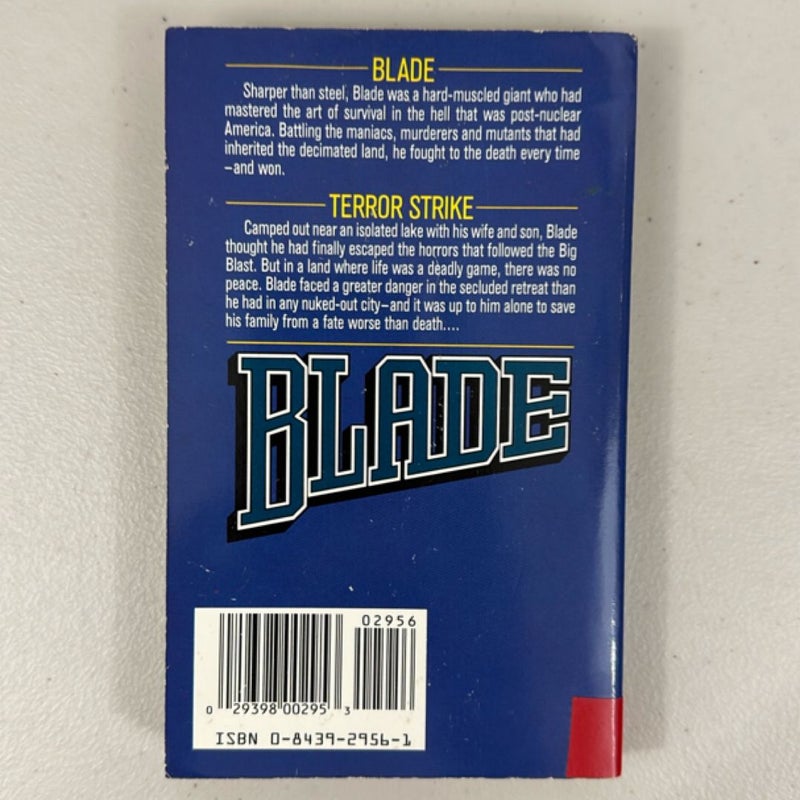 BLADE
Sharper than steel, Blade was a hard-muscled giant who had
mastered the art of survival in the hell that was post-nuclear
America. Battling the maniacs, murderers and mutants that had
inherited the decimated land, he fought to the death every time
—and won.
TERROR STRIKE
Camped out near an isolated lake with his wife and son, Blade
thought he had finally escaped the horrors that followed the Big
Blast. But in a land where life was a deadly game, there was no
peace. Blade faced a greater danger in the secluded retreat than
he had in any nuked-out city—and it was up to him alone to save
his family from a fate worse than death....
BLADE
02956
0 29398 00295 3
ISBN 0-8439-2956-1